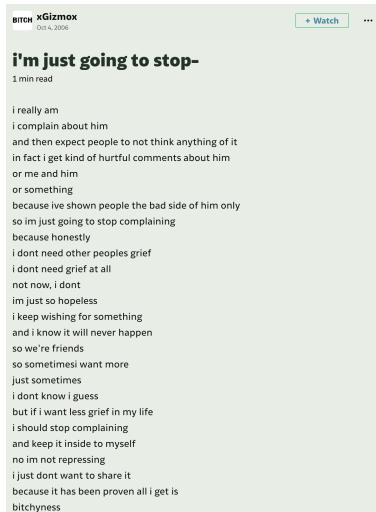 BITCH
xGizmox
Oct 4, 2006
+ Watch
i'm just going to stop-
1 min read
i really am
i complain about him
and then expect people to not think anything of it
in fact i get kind of hurtful comments about him
or me and him
or something
because ive shown people the bad side of him only
so im just going to stop complaining
because honestly
i dont need other peoples grief
i dont need grief at all
not now, i dont
im just so hopeless
i keep wishing for something
and i know it will never happen
so we're friends
so sometimesi want more
just sometimes
i dont know i guess
but if i want less grief in my life
i should stop complaining
and keep it inside to myself
no im not repressing
i just dont want to share it
because it has been proven all i get is
bitchyness